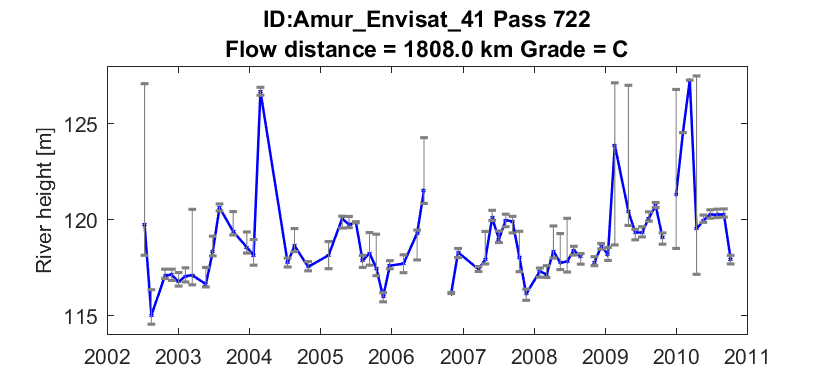 ID:Amur_Envisat_41 Pass 722
Flow distance = 1808.0 km Grade = C
River height [m]
125
120
115
2002 2003 2004 2005 2006 2007 2008 2009 2010 2011